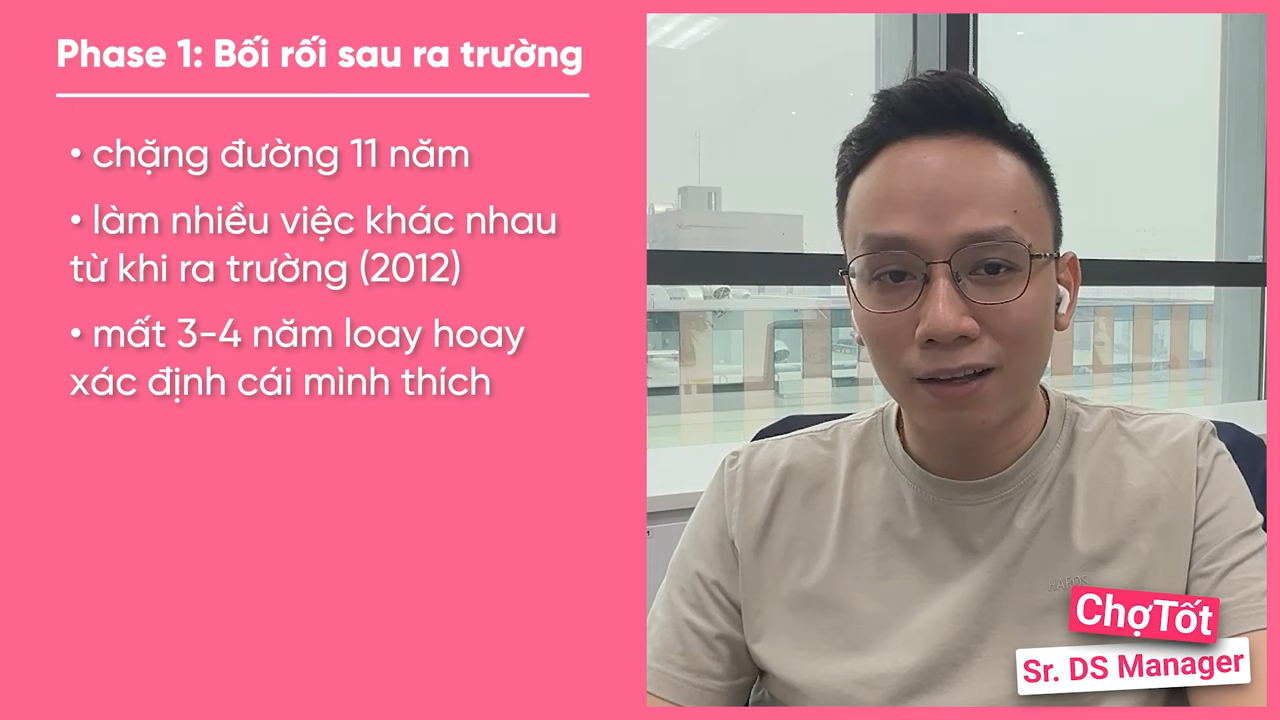 Phase 1: Bối rối sau ra trường
• chặng đường 11 năm
• làm nhiều việc khác nhau
từ khi ra trường (2012)
• mất 3-4 năm loay hoay
xác định cái mình thích
HAFOS
ChợTốt
Sr. DS Manager